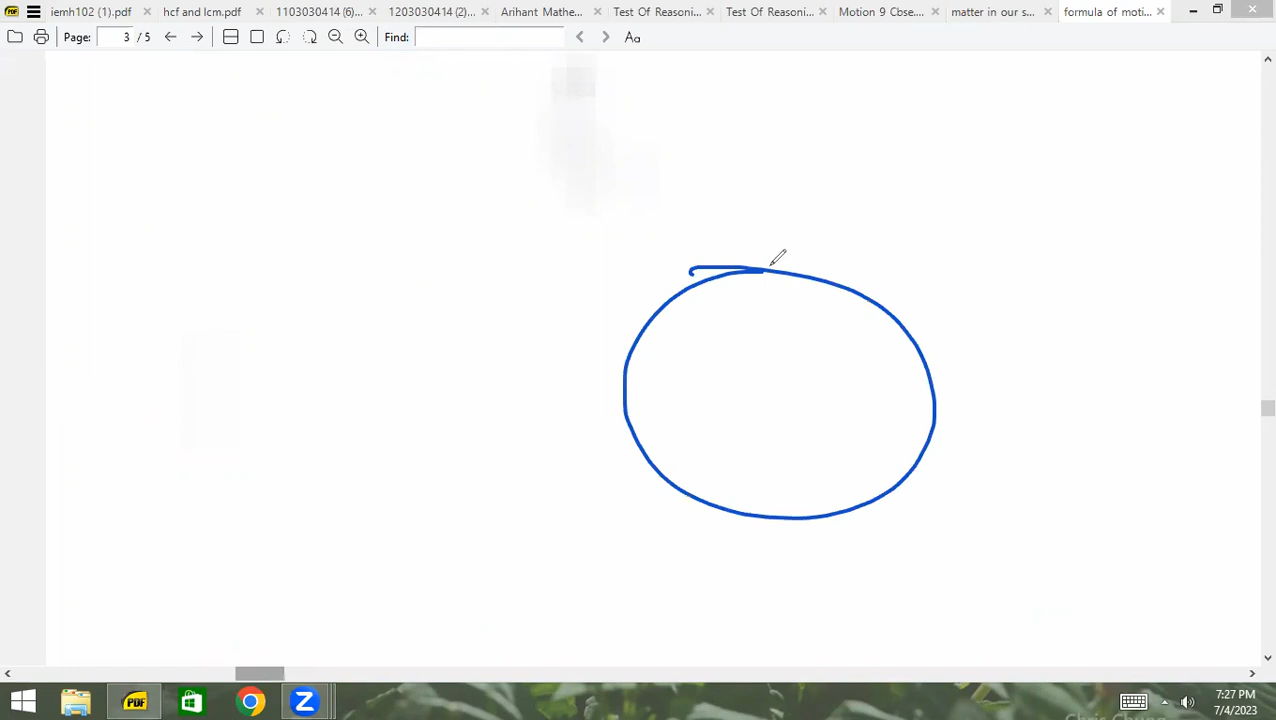 iemh102 (1).pdf hcf and lcm.pdf 1103030414 (6)... 1203030414 (2)... Arihant Mathe... Test Of Reasoni... Test Of Reasoni... Motion 9 Cbse... matter in our s... formula of moti...
Page: 3 / 5 Find: Aa
PDF
7:27 PM
7/4/2023